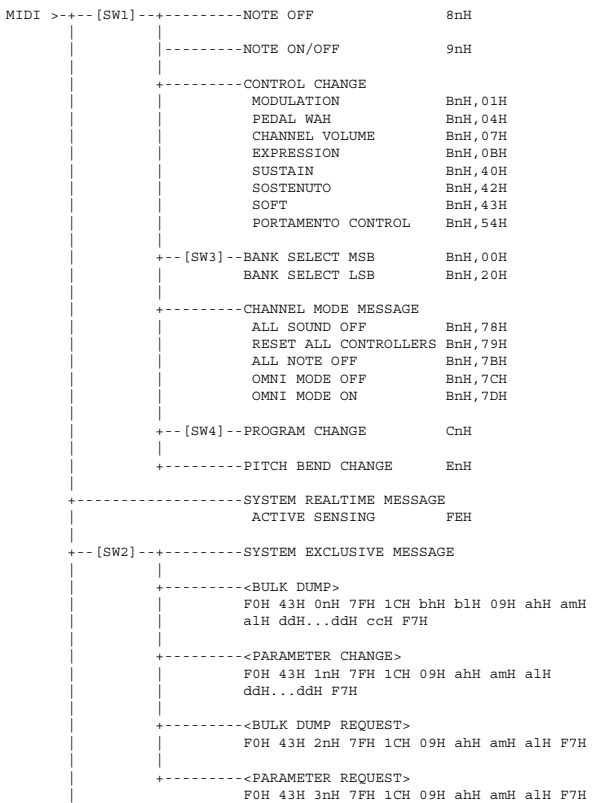 MIDI >-+--[SW1]--+---------NOTE OFF 8nH
|---------NOTE ON/OFF 9nH
+---------CONTROL CHANGE
MODULATION BnH,01H
PEDAL WAH BnH,04H
CHANNEL VOLUME BnH,07H
EXPRESSION BnH,0BH
SUSTAIN BnH,40H
SOSTENUTO BnH,42H
SOFT BnH,43H
PORTAMENTO CONTROL BnH,54H
+--[SW3]--BANK SELECT MSB BnH,00H
BANK SELECT LSB BnH,20H
+---------CHANNEL MODE MESSAGE
ALL SOUND OFF BnH,78H
RESET ALL CONTROLLERS BnH,79H
ALL NOTE OFF BnH,7BH
OMNI MODE OFF BnH,7CH
OMNI MODE ON BnH,7DH
+--[SW4]--PROGRAM CHANGE CnH
+---------PITCH BEND CHANGE EnH
+-------------------SYSTEM REALTIME MESSAGE
ACTIVE SENSING FEH
+--[SW2]--+---------SYSTEM EXCLUSIVE MESSAGE
+---------<BULK DUMP>
F0H 43H 0nH 7FH 1CH bhH blH 09H ahH amH
alH ddH...ddH ccH F7H
+---------<PARAMETER CHANGE>
F0H 43H 1nH 7FH 1CH 09H ahH amH alH
ddH...ddH F7H
+---------<BULK DUMP REQUEST>
F0H 43H 2nH 7FH 1CH 09H ahH amH alH F7H
+---------<PARAMETER REQUEST>
F0H 43H 3nH 7FH 1CH 09H ahH amH alH F7H